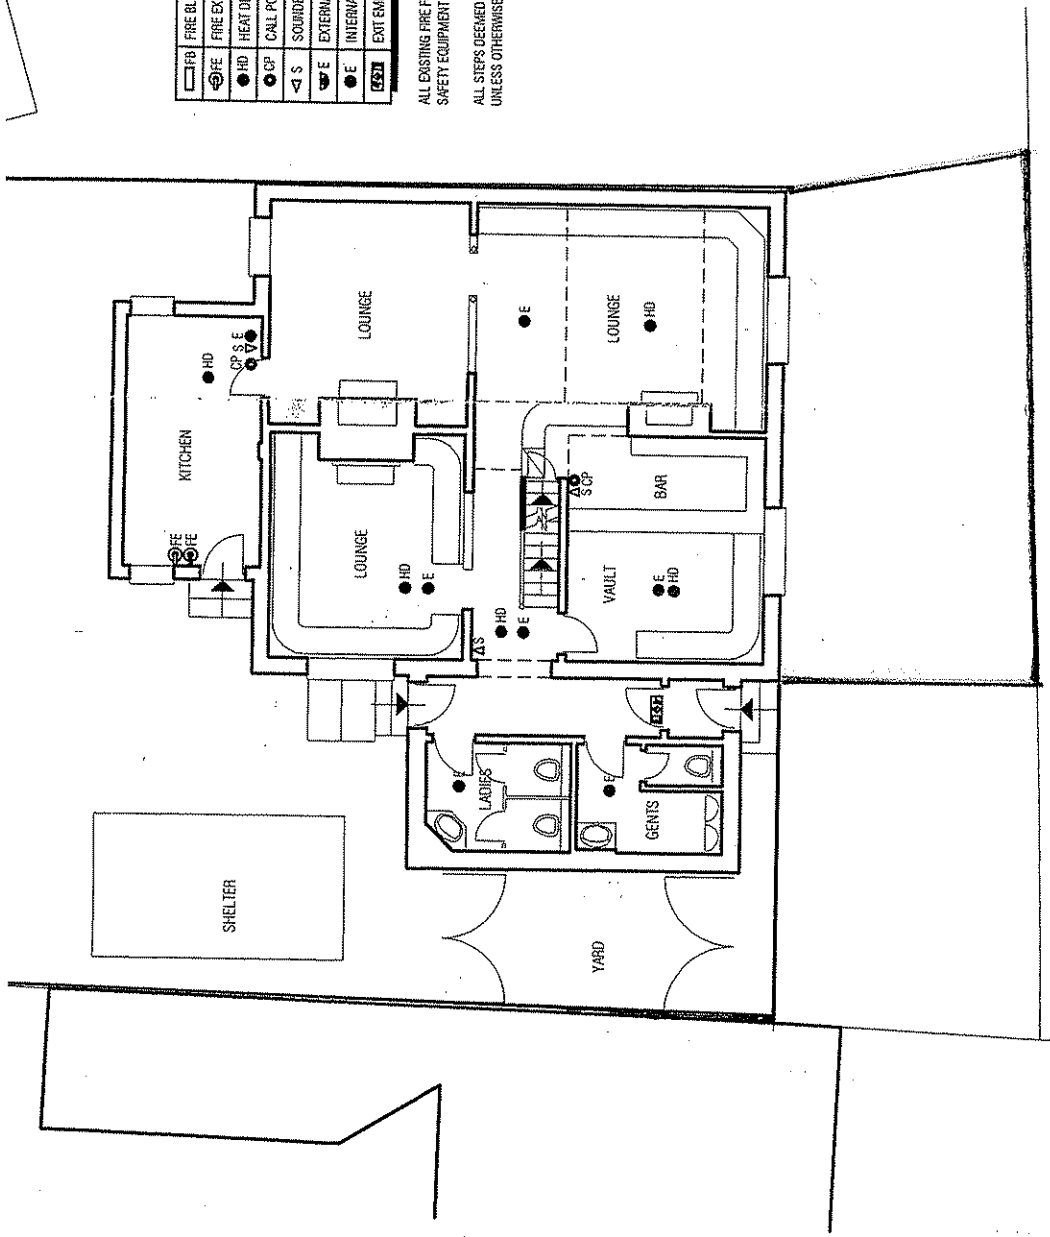 FB FIRE BL
FE FIRE EX
HD HEAT DE
CP CALL PO
S SOUNDE
E EXTERNA
E INTERNA
EXIT EM
ALL EXISTING FIRE F
SAFETY EQUIPMENT
ALL STEPS DEEMED
UNLESS OTHERWISE
KITCHEN
HD
CP S E
FE
FE
LOUNGE
LOUNGE
E
HD
LOUNGE
HD
E
S
HD
E
S CP
BAR
VAULT
E
HD
LADIES
E
GENTS
E
SHELTER
YARD